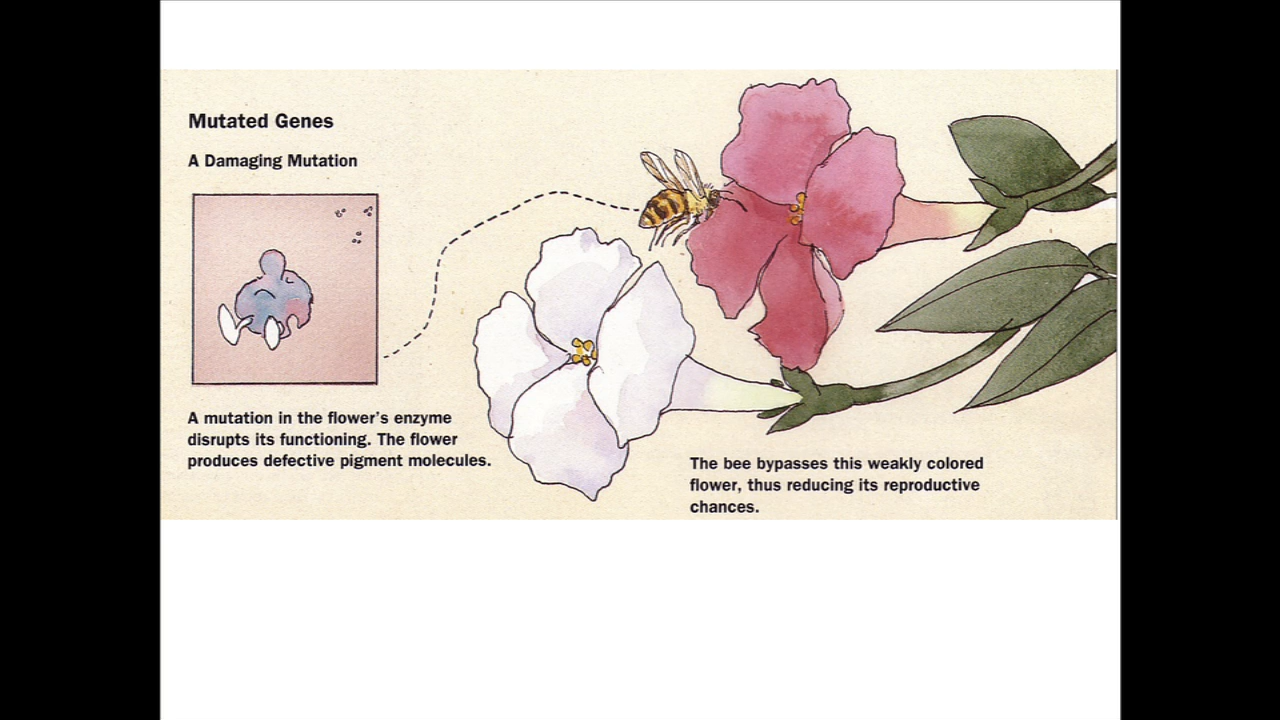 Mutated Genes
A Damaging Mutation
A mutation in the flower's enzyme
disrupts its functioning. The flower
produces defective pigment molecules.
The bee bypasses this weakly colored
flower, thus reducing its reproductive
chances.